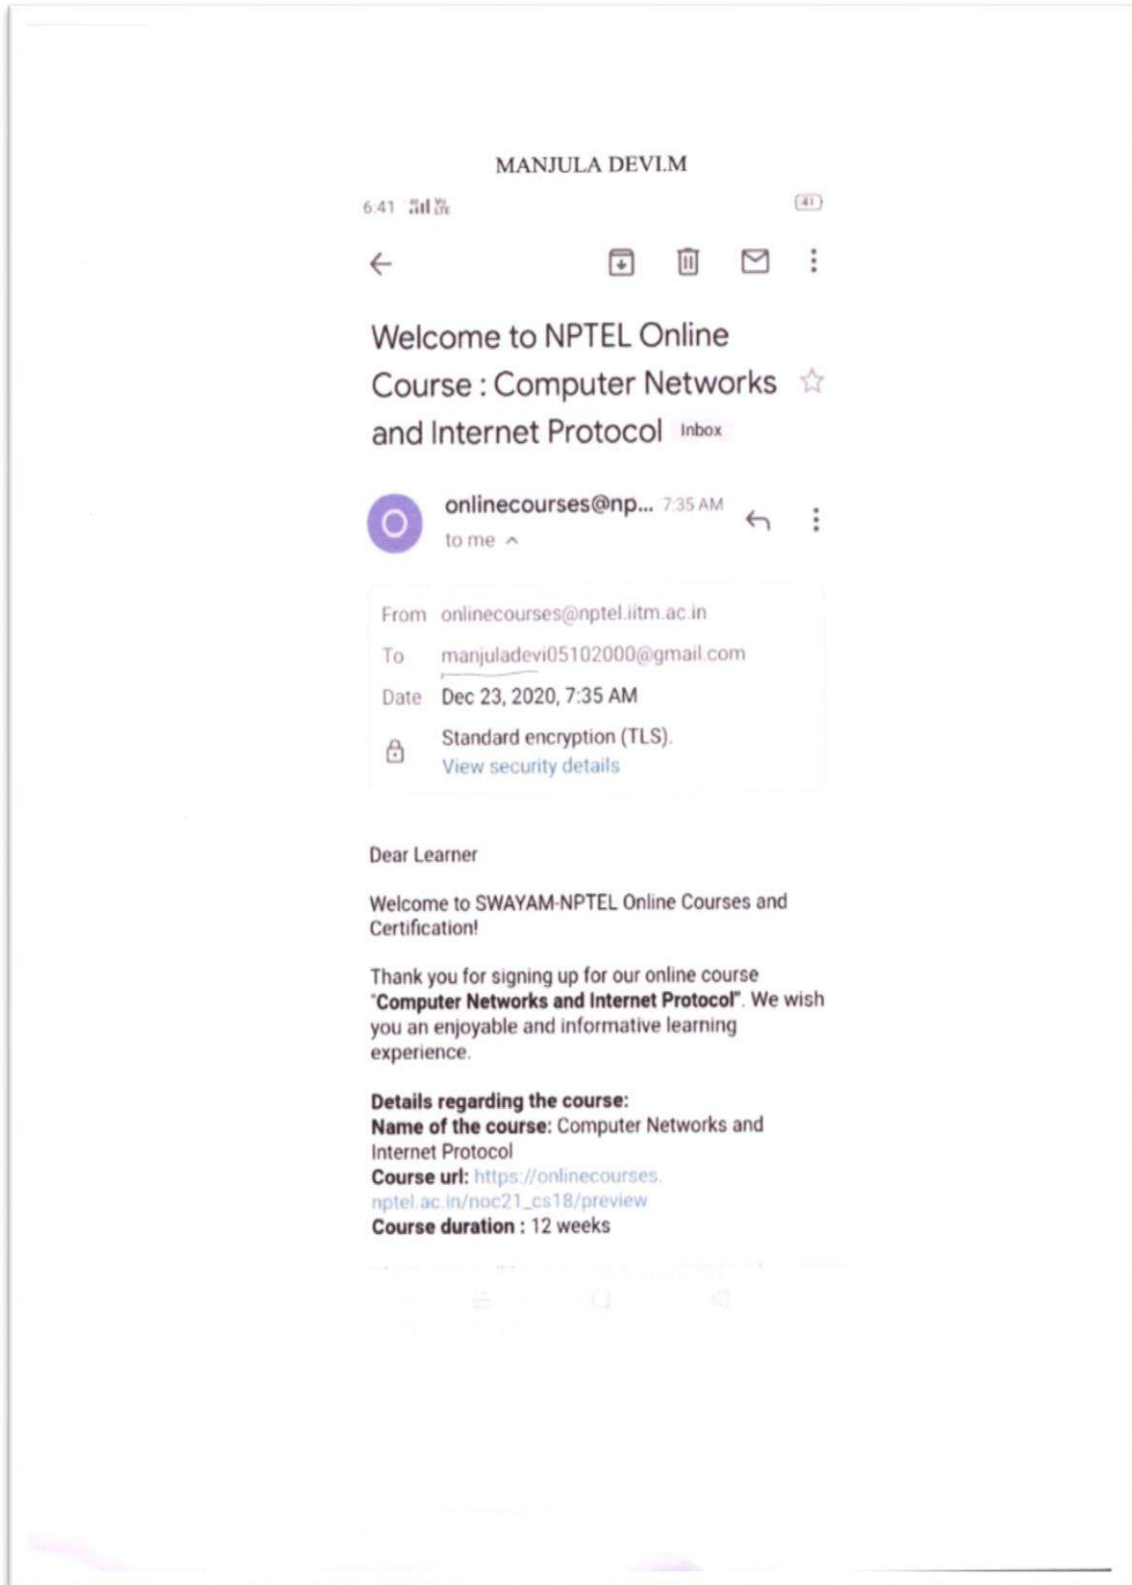 MANJULA DEVI.M
6:41
41
Welcome to NPTEL Online
Course : Computer Networks
and Internet Protocol Inbox
O
onlinecourses@np... 7:35 AM
to me
From onlinecourses@nptel.iitm.ac.in
To manjuladevi05102000@gmail.com
Date Dec 23, 2020, 7:35 AM
Standard encryption (TLS).
View security details
Dear Learner
Welcome to SWAYAM-NPTEL Online Courses and
Certification!
Thank you for signing up for our online course
"Computer Networks and Internet Protocol". We wish
you an enjoyable and informative learning
experience.
Details regarding the course:
Name of the course: Computer Networks and
Internet Protocol
Course url: https://onlinecourses.
nptel.ac.in/noc21_cs18/preview
Course duration : 12 weeks